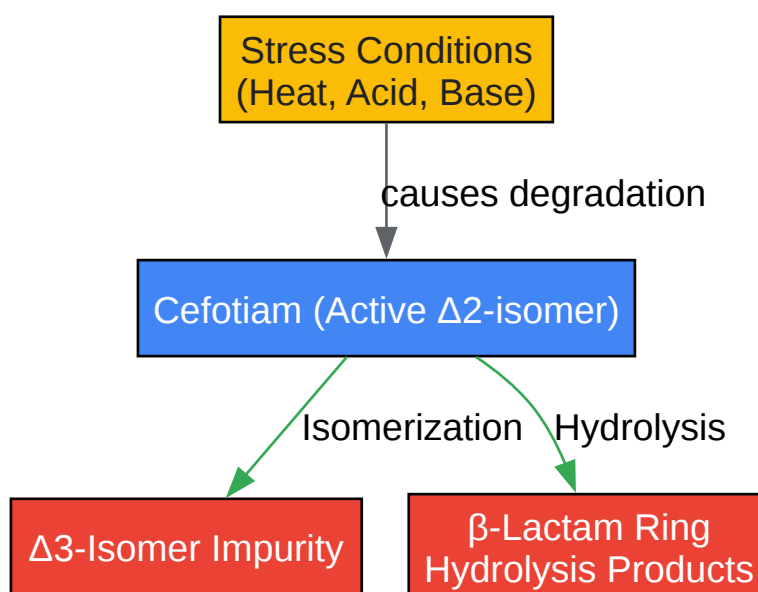 Stress Conditions
(Heat, Acid, Base)
causes degradation
Cefotiam (Active Δ2-isomer)
Isomerization
Hydrolysis
Δ3-Isomer Impurity
β-Lactam Ring
Hydrolysis Products